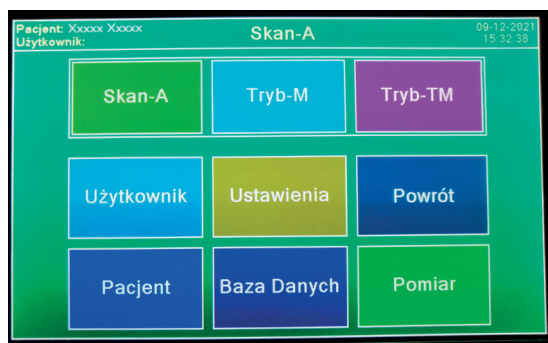 Pacjent: Xxxxx Xxxxx
Użytkownik:
Skan-A
09-12-2021
15:32:38
Skan-A Tryb-M Tryb-TM
Użytkownik Ustawienia Powrót
Pacjent Baza Danych Pomiar